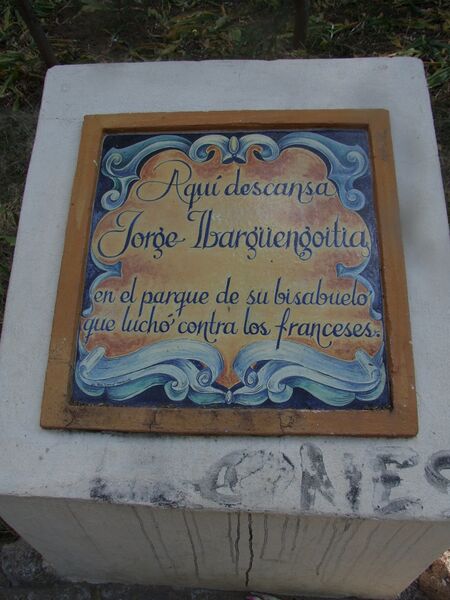 Aquí descansa
Jorge Ibargüengoitia
en el parque de su bisabuelo
que luchó contra los franceses.